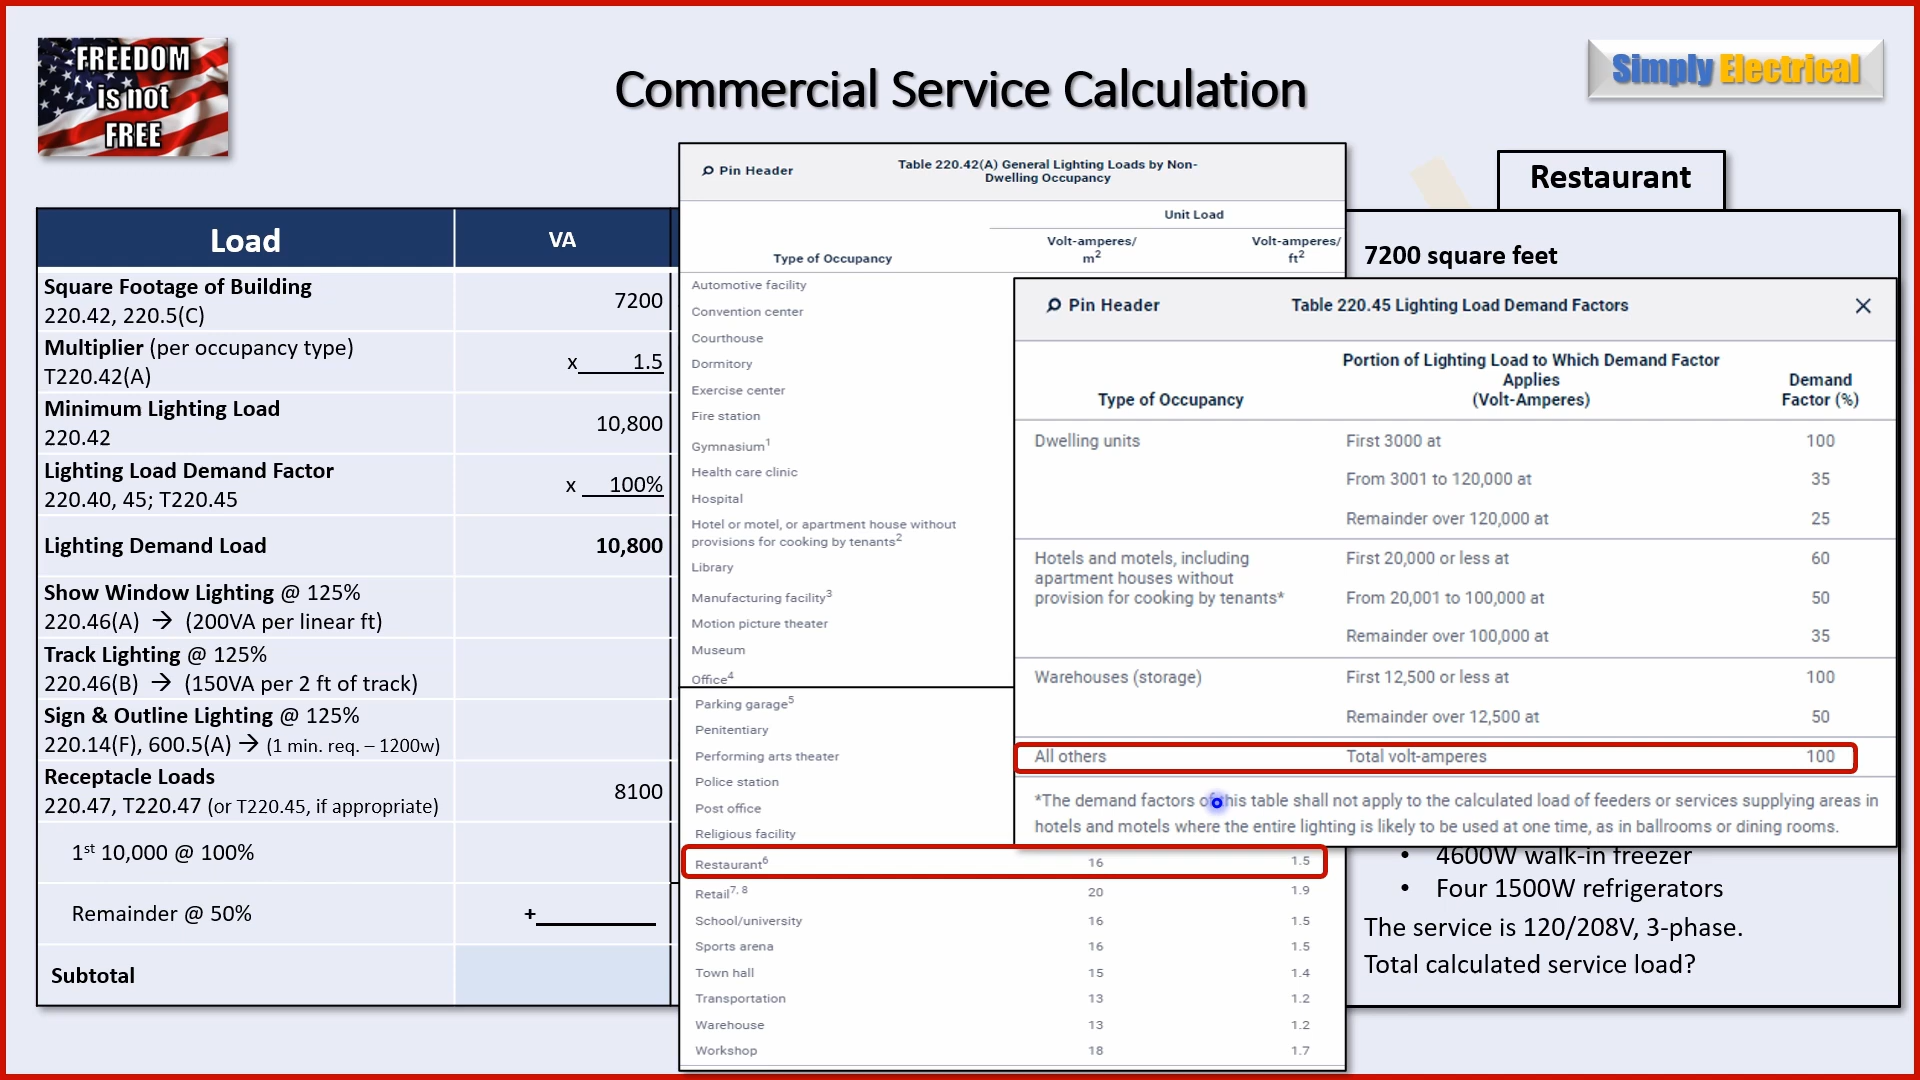 FREEDOM
is not
FREE
Commercial Service Calculation
Simply Electrical
Load
VA
Square Footage of Building
220.42, 220.5(C)
7200
Multiplier (per occupancy type)
T220.42(A)
x 1.5
Minimum Lighting Load
220.42
10,800
Lighting Load Demand Factor
220.40, 45; T220.45
x 100%
Lighting Demand Load
10,800
Show Window Lighting @ 125%
220.46(A) → (200VA per linear ft)
Track Lighting @ 125%
220.46(B) → (150VA per 2 ft of track)
Sign & Outline Lighting @ 125%
220.14(F), 600.5(A) → (1 min. req. – 1200w)
Receptacle Loads
220.47, T220.47 (or T220.45, if appropriate)
8100
1st 10,000 @ 100%
Remainder @ 50%
+
Subtotal
Pin Header
Table 220.42(A) General Lighting Loads by Non-
Dwelling Occupancy
Unit Load
Type of Occupancy
Volt-amperes/
m2
Volt-amperes/
ft2
Automotive facility
Convention center
Courthouse
Dormitory
Exercise center
Fire station
Gymnasium1
Health care clinic
Hospital
Hotel or motel, or apartment house without
provisions for cooking by tenants2
Library
Manufacturing facility3
Motion picture theater
Museum
Office4
Parking garage5
Penitentiary
Performing arts theater
Police station
Post office
Religious facility
Restaurant6 16 1.5
Retail7, 8 20 1.9
School/university 16 1.5
Sports arena 16 1.5
Town hall 15 1.4
Transportation 13 1.2
Warehouse 13 1.2
Workshop 18 1.7
Restaurant
7200 square feet
Pin Header
Table 220.45 Lighting Load Demand Factors
Type of Occupancy
Portion of Lighting Load to Which Demand Factor
Applies
(Volt-Amperes)
Demand
Factor (%)
Dwelling units First 3000 at 100
From 3001 to 120,000 at 35
Remainder over 120,000 at 25
Hotels and motels, including
apartment houses without
provision for cooking by tenants*
First 20,000 or less at 60
From 20,001 to 100,000 at 50
Remainder over 100,000 at 35
Warehouses (storage) First 12,500 or less at 100
Remainder over 12,500 at 50
All others Total volt-amperes 100
*The demand factors of this table shall not apply to the calculated load of feeders or services supplying areas in
hotels and motels where the entire lighting is likely to be used at one time, as in ballrooms or dining rooms.
• 4600W walk-in freezer
• Four 1500W refrigerators
The service is 120/208V, 3-phase.
Total calculated service load?